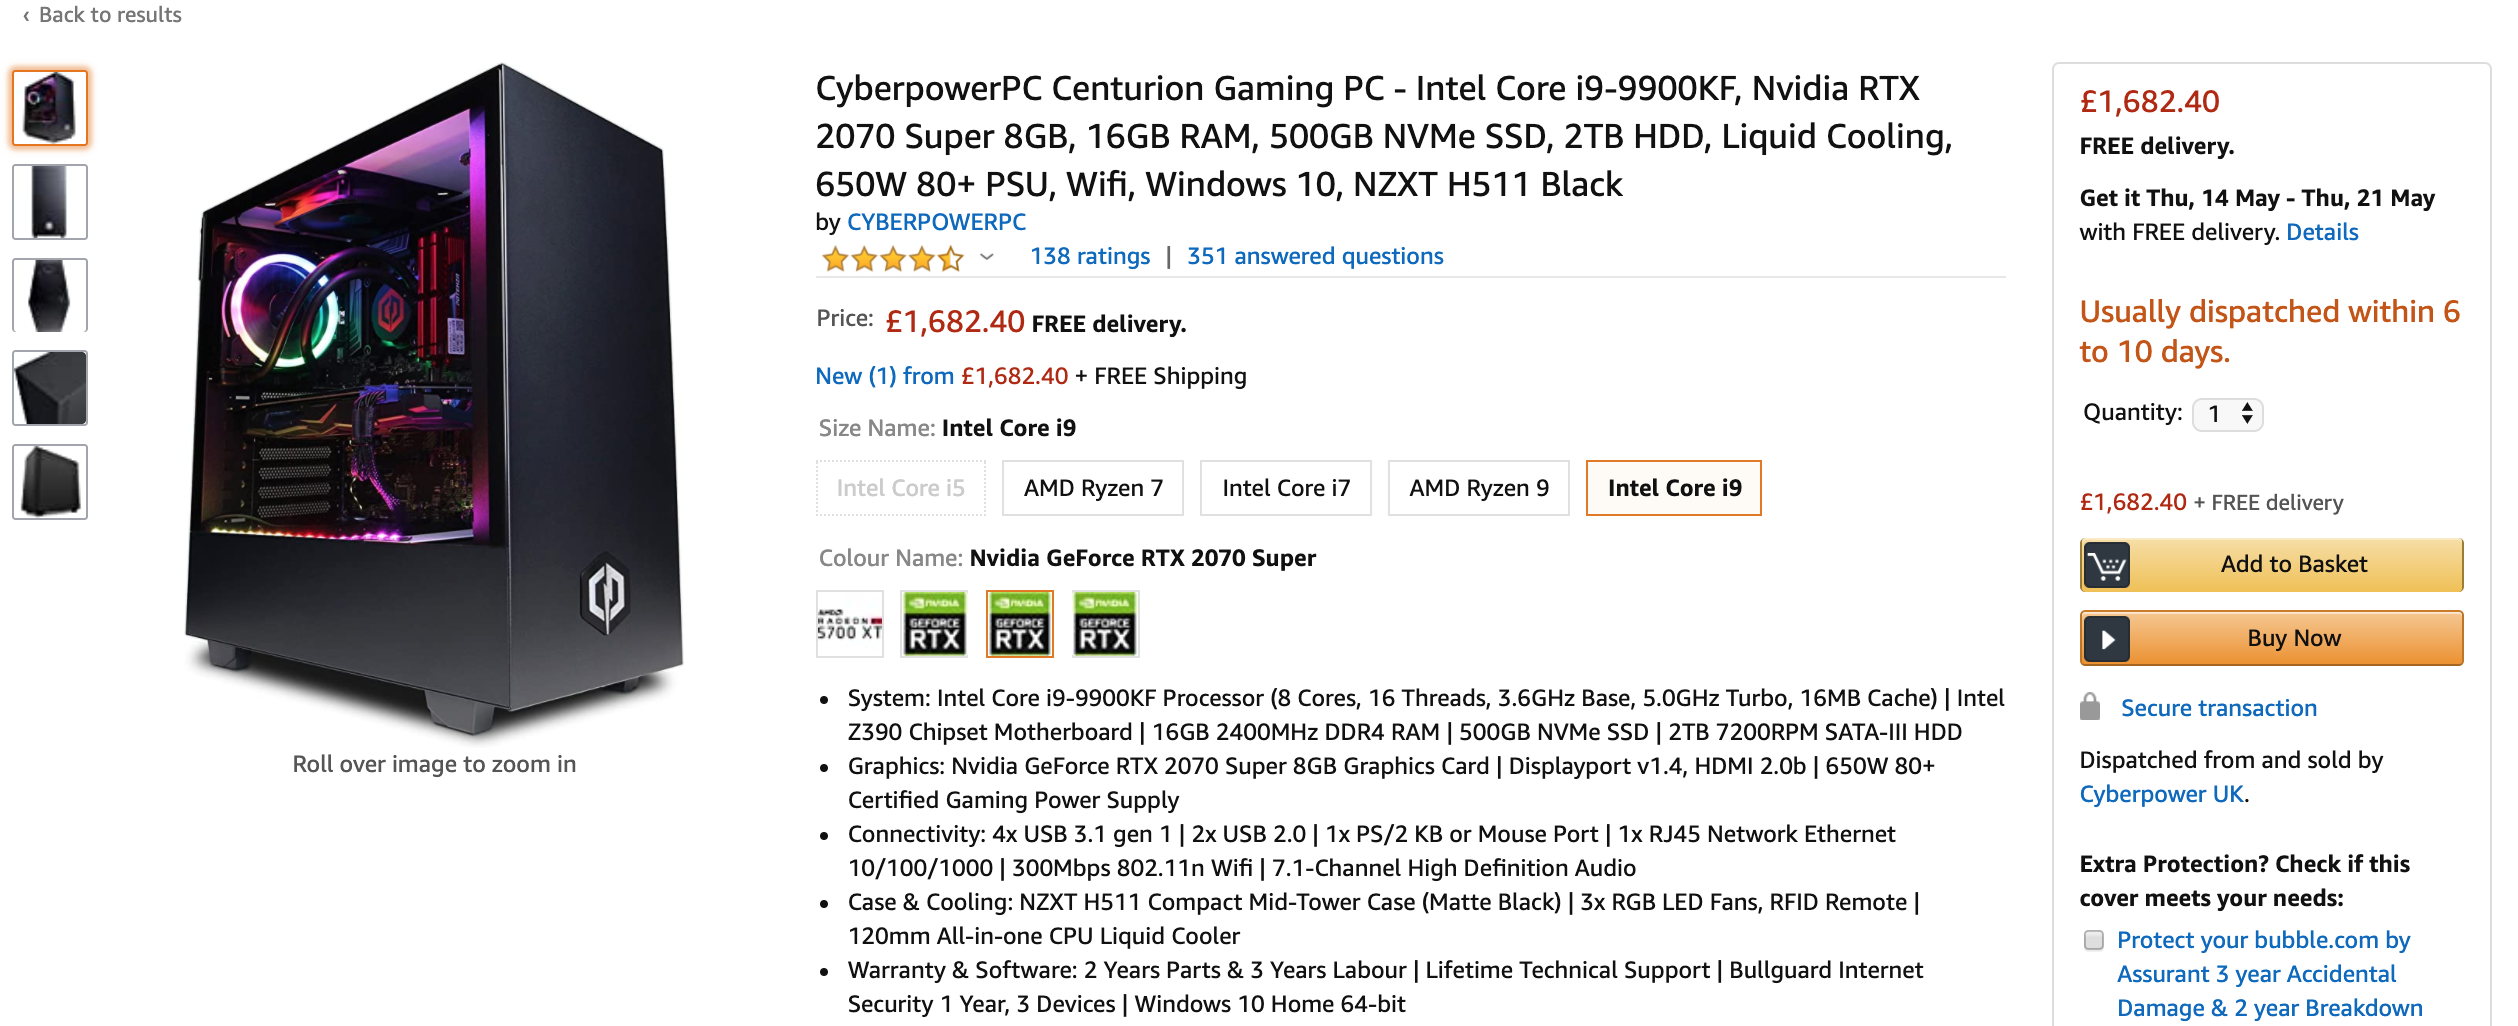 ‹ Back to results
CyberpowerPC Centurion Gaming PC - Intel Core i9-9900KF, Nvidia RTX
2070 Super 8GB, 16GB RAM, 500GB NVMe SSD, 2TB HDD, Liquid Cooling,
650W 80+ PSU, Wifi, Windows 10, NZXT H511 Black
by CYBERPOWERPC
138 ratings | 351 answered questions
Price: £1,682.40 FREE delivery.
New (1) from £1,682.40 + FREE Shipping
Size Name: Intel Core i9
Intel Core i5
AMD Ryzen 7
Intel Core i7
AMD Ryzen 9
Intel Core i9
Colour Name: Nvidia GeForce RTX 2070 Super
AMD
RADEON
5700 XT
NVIDIA
GEFORCE
RTX
NVIDIA
GEFORCE
RTX
NVIDIA
GEFORCE
RTX
• System: Intel Core i9-9900KF Processor (8 Cores, 16 Threads, 3.6GHz Base, 5.0GHz Turbo, 16MB Cache) | Intel
Z390 Chipset Motherboard | 16GB 2400MHz DDR4 RAM | 500GB NVMe SSD | 2TB 7200RPM SATA-III HDD
• Graphics: Nvidia GeForce RTX 2070 Super 8GB Graphics Card | Displayport v1.4, HDMI 2.0b | 650W 80+
Certified Gaming Power Supply
• Connectivity: 4x USB 3.1 gen 1 | 2x USB 2.0 | 1x PS/2 KB or Mouse Port | 1x RJ45 Network Ethernet
10/100/1000 | 300Mbps 802.11n Wifi | 7.1-Channel High Definition Audio
• Case & Cooling: NZXT H511 Compact Mid-Tower Case (Matte Black) | 3x RGB LED Fans, RFID Remote |
120mm All-in-one CPU Liquid Cooler
• Warranty & Software: 2 Years Parts & 3 Years Labour | Lifetime Technical Support | Bullguard Internet
Security 1 Year, 3 Devices | Windows 10 Home 64-bit
Roll over image to zoom in
£1,682.40
FREE delivery.
Get it Thu, 14 May - Thu, 21 May
with FREE delivery. Details
Usually dispatched within 6
to 10 days.
Quantity: 1
£1,682.40 + FREE delivery
Add to Basket
Buy Now
Secure transaction
Dispatched from and sold by
Cyberpower UK.
Extra Protection? Check if this
cover meets your needs:
Protect your bubble.com by
Assurant 3 year Accidental
Damage & 2 year Breakdown